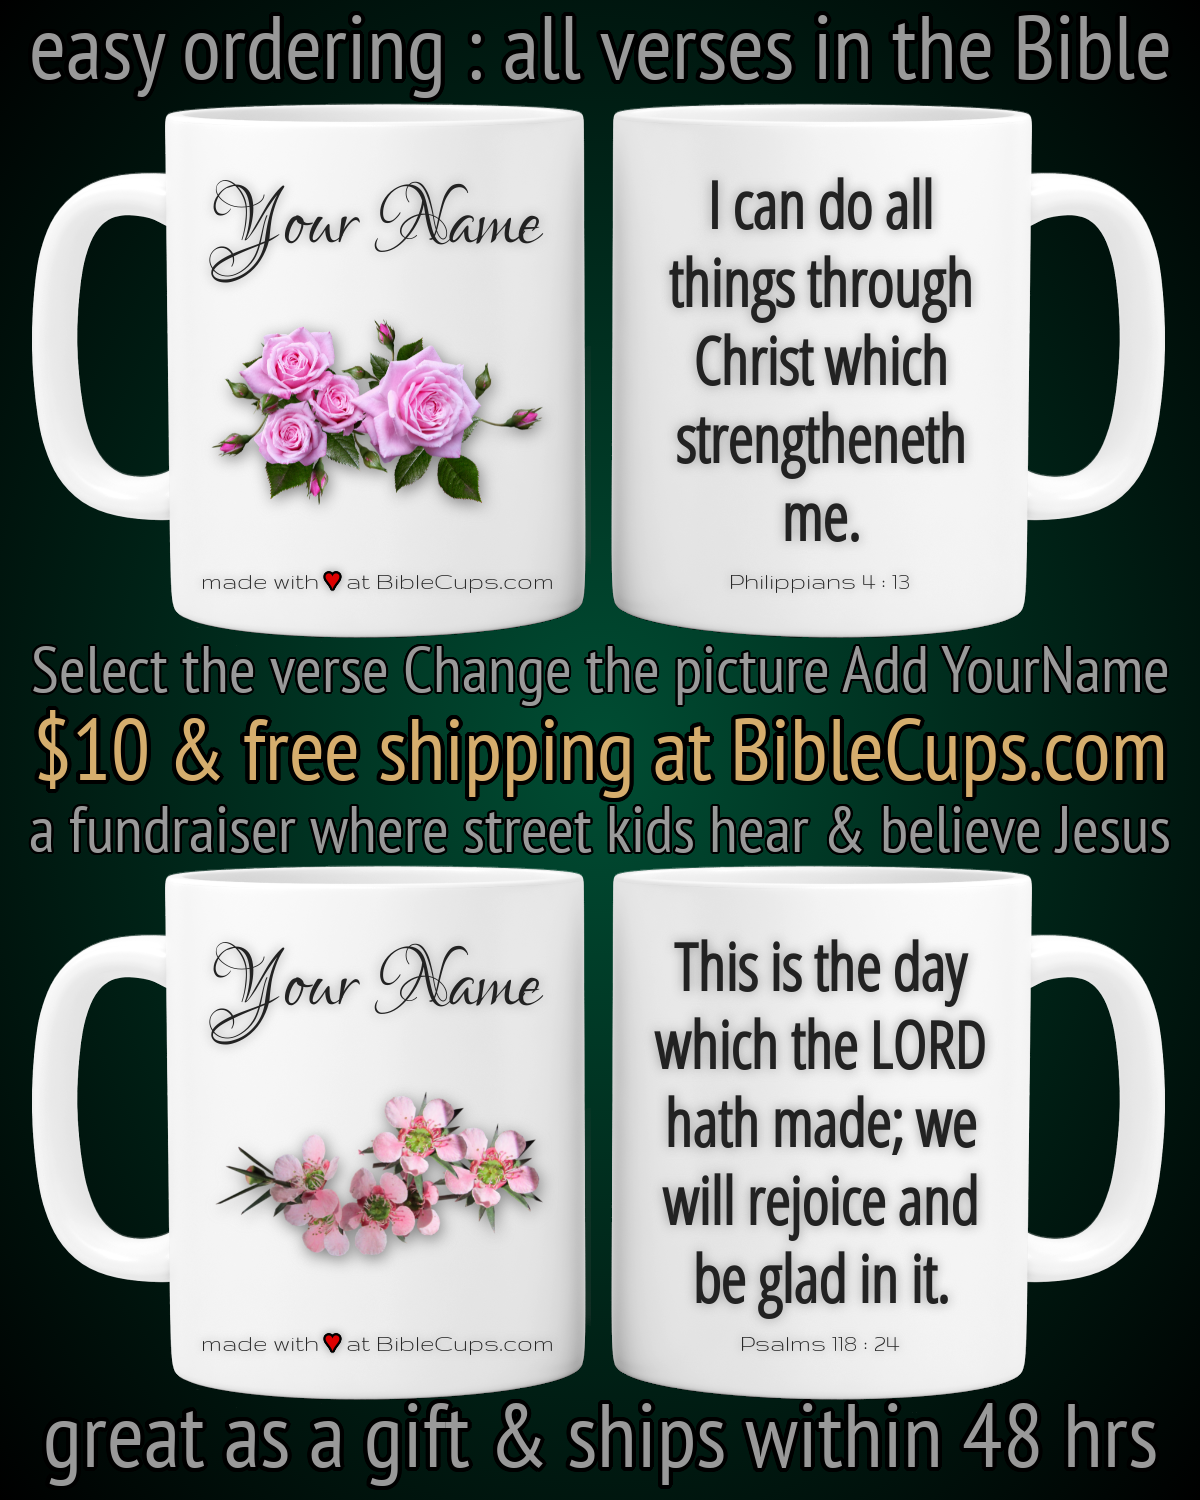 easy ordering : all verses in the Bible
Your Name
made with ♥ at BibleCups.com
I can do all
things through
Christ which
strengtheneth
me.
Philippians 4 : 13
Select the verse Change the picture Add YourName
$10 & free shipping at BibleCups.com
a fundraiser where street kids hear & believe Jesus
Your Name
made with ♥ at BibleCups.com
This is the day
which the LORD
hath made; we
will rejoice and
be glad in it.
Psalms 118 : 24
great as a gift & ships within 48 hrs